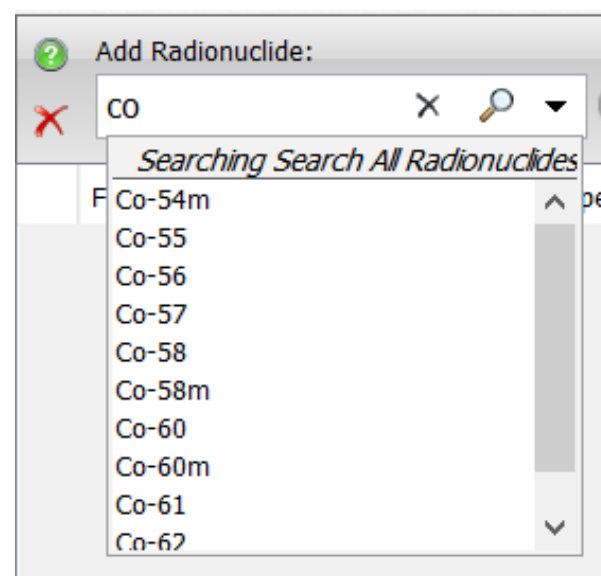 Add Radionuclide:
CO
Searching Search All Radionuclides
F
pe
Co-54m
Co-55
Co-56
Co-57
Co-58
Co-58m
Co-60
Co-60m
Co-61
Co-62